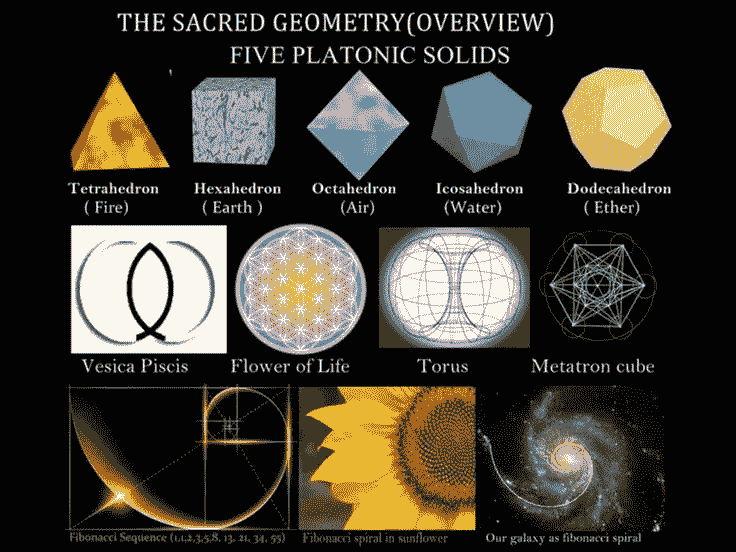 THE SACRED GEOMETRY(OVERVIEW)
FIVE PLATONIC SOLIDS
Tetrahedron Hexahedron Octahedron Icosahedron Dodecahedron
( Fire) ( Earth ) (Air) (Water) ( Ether)
Vesica Piscis Flower of Life Torus Metatron cube
Fibonacci Sequence (1,1,2,3,5,8, 13, 21, 34, 55) Fibonacci spiral in sunflower Our galaxy as fibonacci spiral